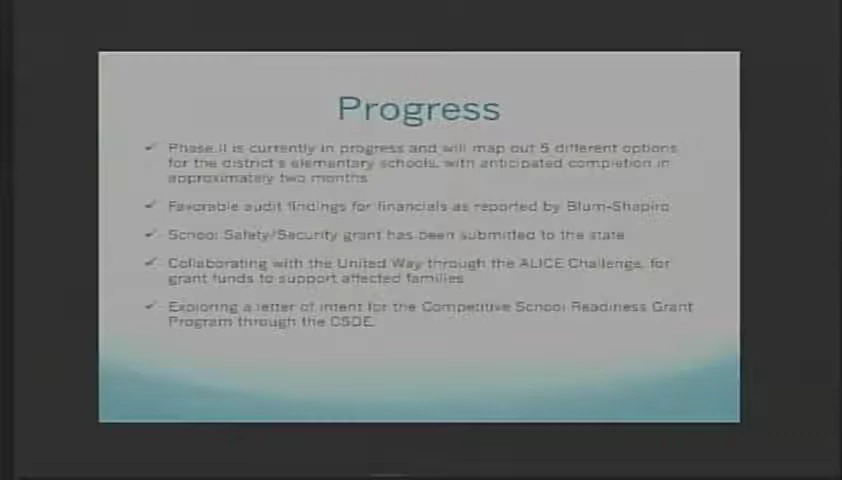 Progress
Phase II is currently in progress and will map out 5 different options
for the district's elementary schools, with anticipated completion in
approximately two months
Favorable audit findings for financials as reported by Blum-Shapiro
School Safety/Security grant has been submitted to the state
Collaborating with the United Way through the ALICE Challenge, for
grant funds to support affected families
Exploring a letter of intent for the Competitive School Readiness Grant
Program through the CSDE.